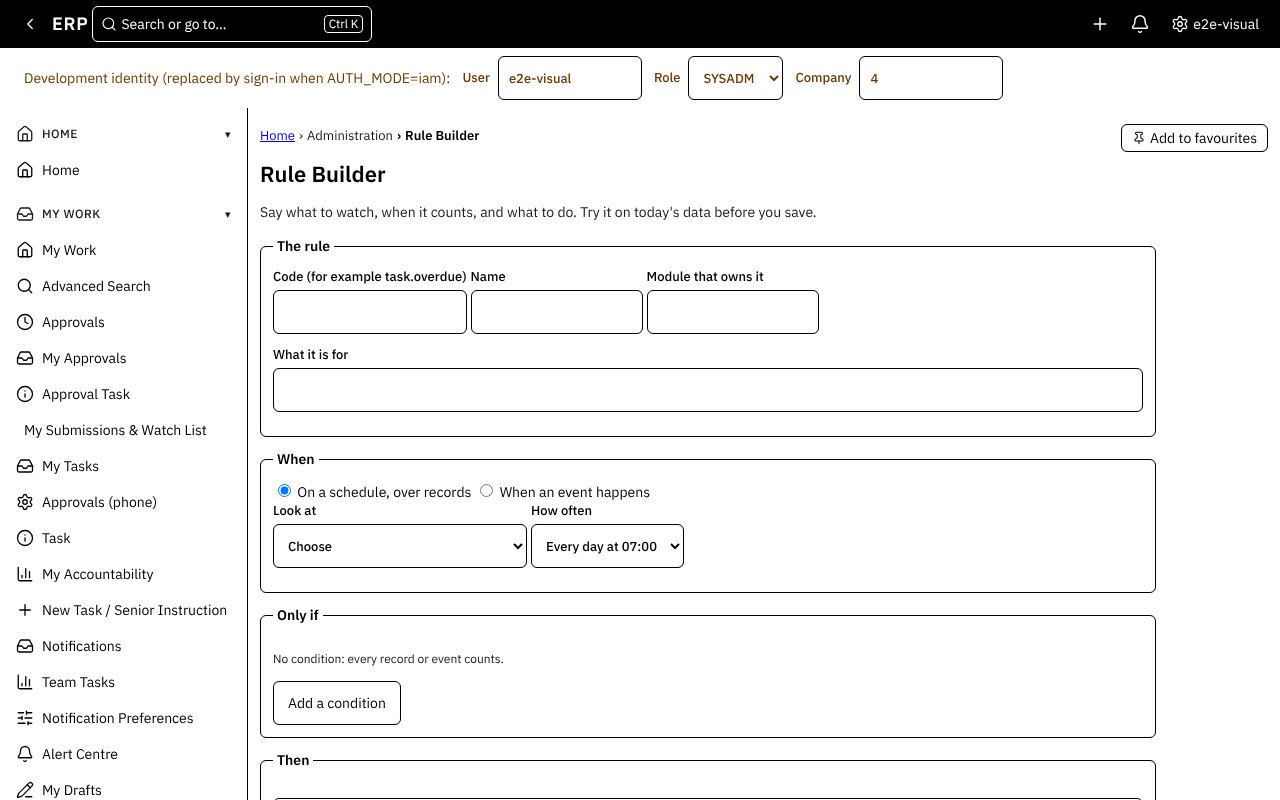 ERP
Search or go to...
Ctrl K
e2e-visual
Development identity (replaced by sign-in when AUTH_MODE=iam):
User
e2e-visual
Role
SYSADM
Company
4
HOME
Home
MY WORK
My Work
Advanced Search
Approvals
My Approvals
Approval Task
My Submissions & Watch List
My Tasks
Approvals (phone)
Task
My Accountability
New Task / Senior Instruction
Notifications
Team Tasks
Notification Preferences
Alert Centre
My Drafts
Home › Administration › Rule Builder
Add to favourites
Rule Builder
Say what to watch, when it counts, and what to do. Try it on today's data before you save.
The rule
Code (for example task.overdue)
Name
Module that owns it
What it is for
When
On a schedule, over records
When an event happens
Look at
How often
Choose
Every day at 07:00
Only if
No condition: every record or event counts.
Add a condition
Then